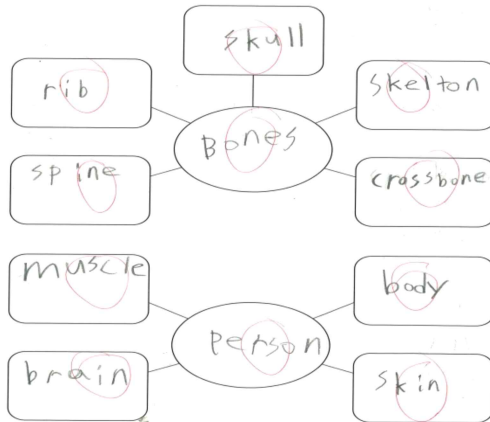 skull
rib
skelton
Bones
spine
crossbone
muscle
body
person
brain
skin